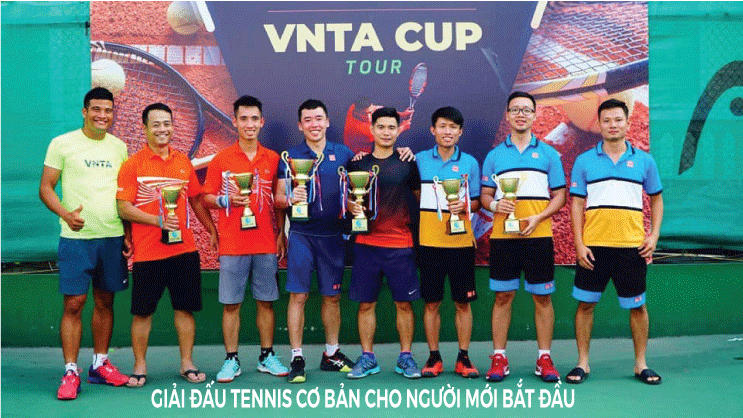 VNTA CUP
TOUR
VNTA
GIẢI ĐẤU TENNIS CƠ BẢN CHO NGƯỜI MỚI BẮT ĐẦU